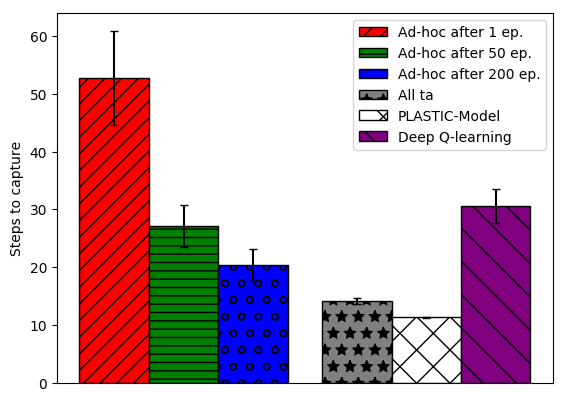 60
50
40
30
20
10
0
Steps to capture
Ad-hoc after 1 ep.
Ad-hoc after 50 ep.
Ad-hoc after 200 ep.
All ta
PLASTIC-Model
Deep Q-learning